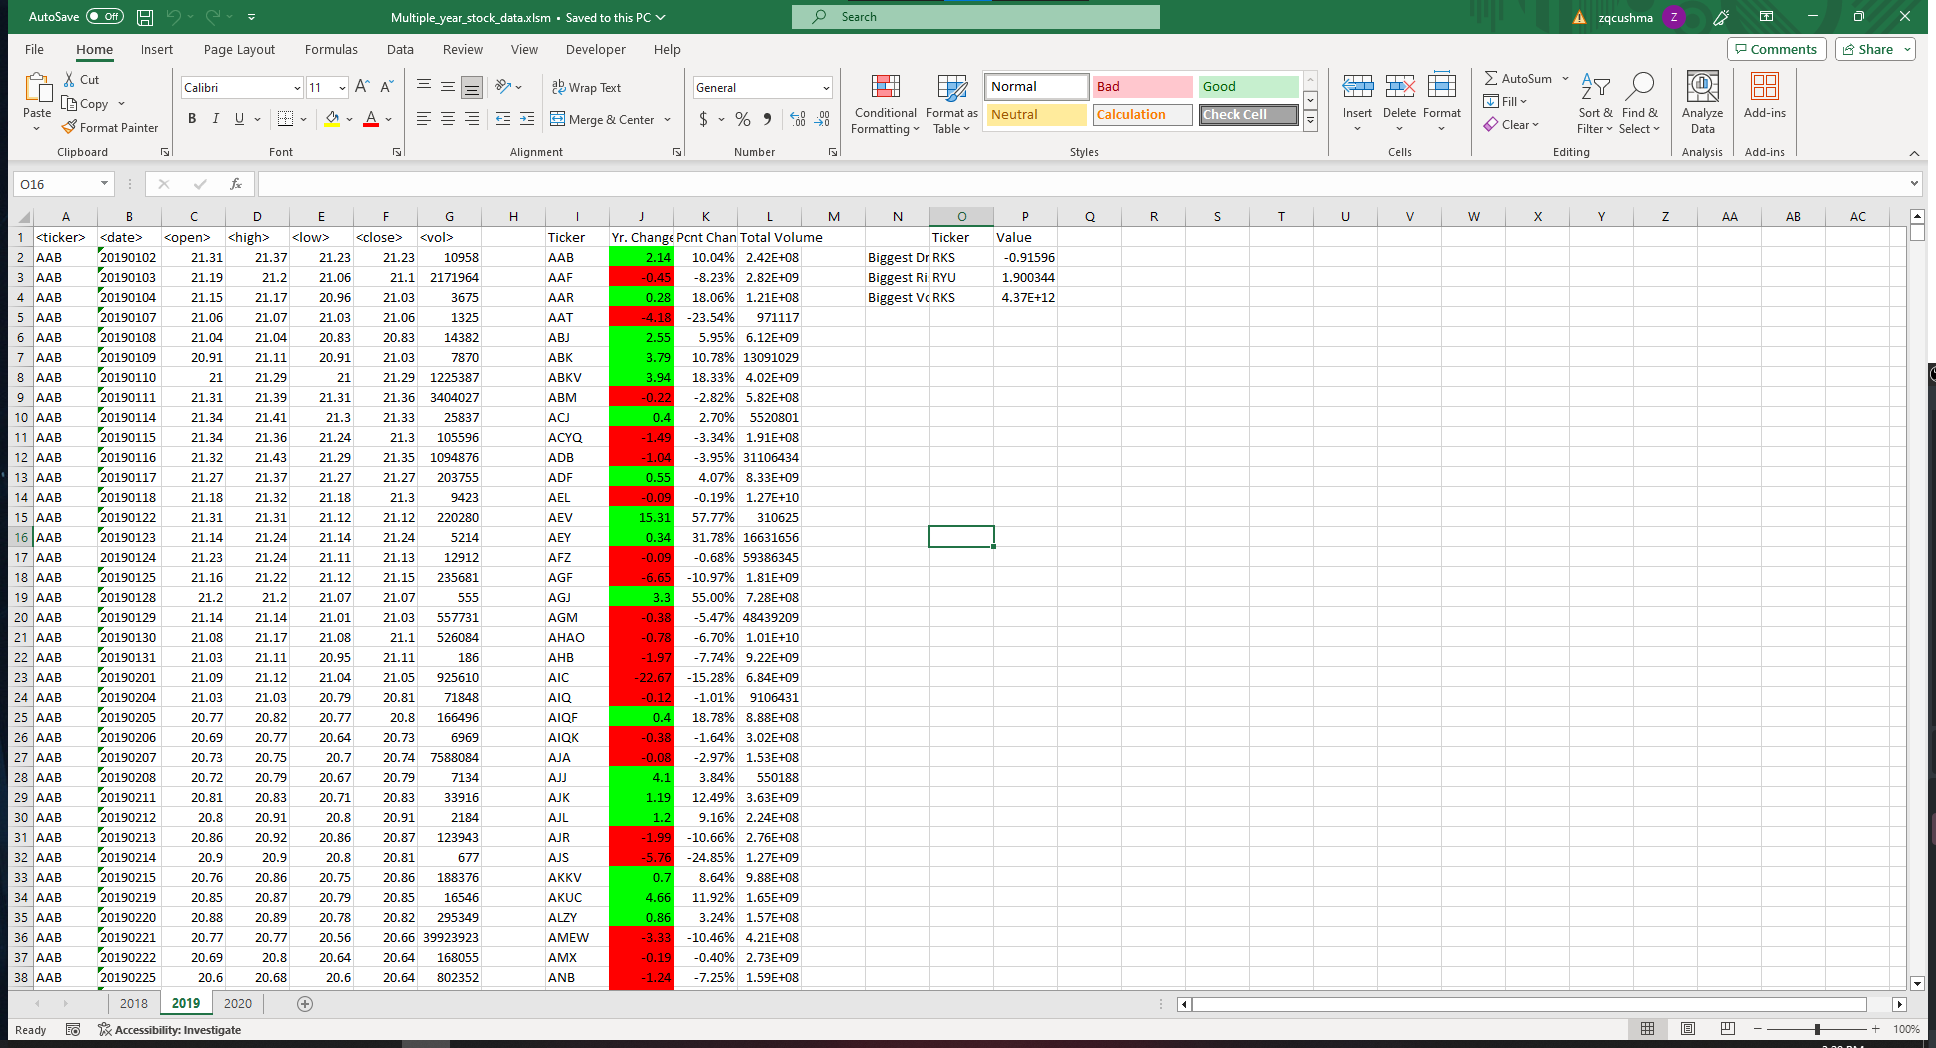 AutoSave Off Multiple_year_stock_data.xlsm • Saved to this PC Search zqcushma Z
File Home Insert Page Layout Formulas Data Review View Developer Help Comments Share
Paste Cut Copy Format Painter Clipboard
Calibri 11 B I U A Font
Wrap Text Merge & Center Alignment
General $ % Number
Conditional Formatting Format as Table Normal Bad Good Neutral Calculation Check Cell Styles
Insert Delete Format Cells
AutoSum Fill Clear Sort & Filter Find & Select Editing
Analyze Data Analysis
Add-ins Add-ins
O16 fx
A B C D E F G H I J K L M N O P Q R S T U V W X Y Z AA AB AC
1 <ticker> <date> <open> <high> <low> <close> <vol> Ticker Yr. Change Pcnt Chan Total Volume Ticker Value
2 AAB 20190102 21.31 21.37 21.23 21.23 10958 AAB 2.14 10.04% 2.42E+08 Biggest Dr RKS -0.91596
3 AAB 20190103 21.19 21.2 21.06 21.1 2171964 AAF -0.45 -8.23% 2.82E+09 Biggest Ri RYU 1.900344
4 AAB 20190104 21.15 21.17 20.96 21.03 3675 AAR 0.28 18.06% 1.21E+08 Biggest Vo RKS 4.37E+12
5 AAB 20190107 21.06 21.07 21.03 21.06 1325 AAT -4.18 -23.54% 971117
6 AAB 20190108 21.04 21.04 20.83 20.83 14382 ABJ 2.55 5.95% 6.12E+09
7 AAB 20190109 20.91 21.11 20.91 21.03 7870 ABK 3.79 10.78% 13091029
8 AAB 20190110 21 21.29 21 21.29 1225387 ABKV 3.94 18.33% 4.02E+09
9 AAB 20190111 21.31 21.39 21.31 21.36 3404027 ABM -0.22 -2.82% 5.82E+08
10 AAB 20190114 21.34 21.41 21.3 21.33 25837 ACJ 0.4 2.70% 5520801
11 AAB 20190115 21.34 21.36 21.24 21.3 105596 ACYQ -1.49 -3.34% 1.91E+08
12 AAB 20190116 21.32 21.43 21.29 21.35 1094876 ADB -1.04 -3.95% 31106434
13 AAB 20190117 21.27 21.37 21.27 21.27 203755 ADF 0.55 4.07% 8.33E+09
14 AAB 20190118 21.18 21.32 21.18 21.3 9423 AEL -0.09 -0.19% 1.27E+10
15 AAB 20190122 21.31 21.31 21.12 21.12 220280 AEV 15.31 57.77% 310625
16 AAB 20190123 21.14 21.24 21.14 21.24 5214 AEY 0.34 31.78% 16631656
17 AAB 20190124 21.23 21.24 21.11 21.13 12912 AFZ -0.09 -0.68% 59386345
18 AAB 20190125 21.16 21.22 21.12 21.15 235681 AGF -6.65 -10.97% 1.81E+09
19 AAB 20190128 21.2 21.2 21.07 21.07 555 AGJ 3.3 55.00% 7.28E+08
20 AAB 20190129 21.14 21.14 21.01 21.03 557731 AGM -0.38 -5.47% 48439209
21 AAB 20190130 21.08 21.17 21.08 21.1 526084 AHAO -0.78 -6.70% 1.01E+10
22 AAB 20190131 21.03 21.11 20.95 21.11 186 AHB -1.97 -7.74% 9.22E+09
23 AAB 20190201 21.09 21.12 21.04 21.05 925610 AIC -22.67 -15.28% 6.84E+09
24 AAB 20190204 21.03 21.03 20.79 20.81 71848 AIQ -0.12 -1.01% 9106431
25 AAB 20190205 20.77 20.82 20.77 20.8 166496 AIQF 0.4 18.78% 8.88E+08
26 AAB 20190206 20.69 20.77 20.64 20.73 6969 AIQK -0.38 -1.64% 3.02E+08
27 AAB 20190207 20.73 20.75 20.7 20.74 7588084 AJA -0.08 -2.97% 1.53E+08
28 AAB 20190208 20.72 20.79 20.67 20.79 7134 AJJ 4.1 3.84% 550188
29 AAB 20190211 20.81 20.83 20.71 20.83 33916 AJK 1.19 12.49% 3.63E+09
30 AAB 20190212 20.8 20.91 20.8 20.91 2184 AJL 1.2 9.16% 2.24E+08
31 AAB 20190213 20.86 20.92 20.86 20.87 123943 AJR -1.99 -10.66% 2.76E+08
32 AAB 20190214 20.9 20.9 20.8 20.81 677 AJS -5.76 -24.85% 1.27E+09
33 AAB 20190215 20.76 20.86 20.75 20.86 188376 AKKV 0.7 8.64% 9.88E+08
34 AAB 20190219 20.85 20.87 20.79 20.85 16546 AKUC 4.66 11.92% 1.65E+09
35 AAB 20190220 20.88 20.89 20.78 20.82 295349 ALZY 0.86 3.24% 1.57E+08
36 AAB 20190221 20.77 20.77 20.56 20.66 39923923 AMEW -3.33 -10.46% 4.21E+08
37 AAB 20190222 20.69 20.8 20.64 20.64 168055 AMX -0.19 -0.40% 2.73E+09
38 AAB 20190225 20.6 20.68 20.6 20.64 802352 ANB -1.24 -7.25% 1.59E+08
2018 2019 2020
Ready Accessibility: Investigate 100%